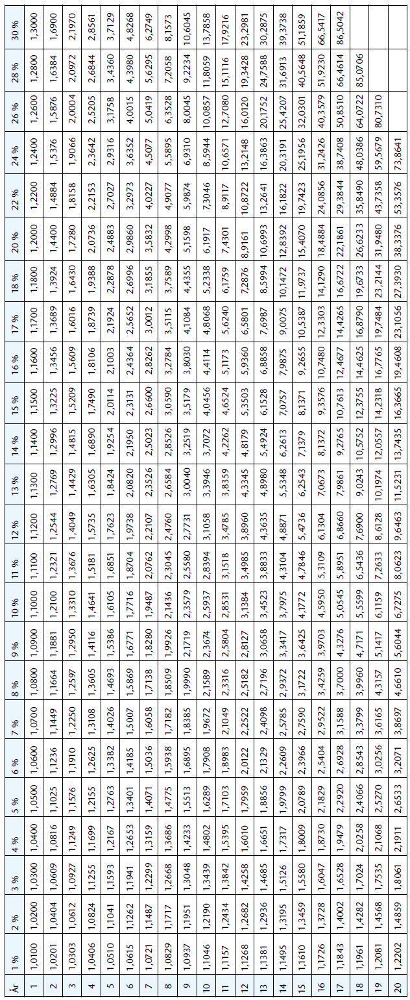 År 1 % 2 % 3 % 4 % 5 % 6 % 7 % 8 % 9 % 10 % 11 % 12 % 13 % 14 % 15 % 16 % 17 % 18 % 20 % 22 % 24 % 26 % 28 % 30 %
1 1,0100 1,0200 1,0300 1,0400 1,0500 1,0600 1,0700 1,0800 1,0900 1,1000 1,1100 1,1200 1,1300 1,1400 1,1500 1,1600 1,1700 1,1800 1,2000 1,2200 1,2400 1,2600 1,2800 1,3000
2 1,0201 1,0404 1,0609 1,0816 1,1025 1,1236 1,1449 1,1664 1,1881 1,2100 1,2321 1,2544 1,2769 1,2996 1,3225 1,3456 1,3689 1,3924 1,4400 1,4884 1,5376 1,5876 1,6384 1,6900
3 1,0303 1,0612 1,0927 1,1249 1,1576 1,1910 1,2250 1,2597 1,2950 1,3310 1,3676 1,4049 1,4429 1,4815 1,5209 1,5609 1,6016 1,6430 1,7280 1,8158 1,9066 2,0004 2,0972 2,1970
4 1,0406 1,0824 1,1255 1,1699 1,2155 1,2625 1,3108 1,3605 1,4116 1,4641 1,5181 1,5735 1,6305 1,6890 1,7490 1,8106 1,8739 1,9388 2,0736 2,2153 2,3642 2,5205 2,6844 2,8561
5 1,0510 1,1041 1,1593 1,2167 1,2763 1,3382 1,4026 1,4693 1,5386 1,6105 1,6851 1,7623 1,8424 1,9254 2,0114 2,1003 2,1924 2,2878 2,4883 2,7027 2,9316 3,1758 3,4360 3,7129
6 1,0615 1,1262 1,1941 1,2653 1,3401 1,4185 1,5007 1,5869 1,6771 1,7716 1,8704 1,9738 2,0820 2,1950 2,3131 2,4364 2,5652 2,6996 2,9860 3,2973 3,6352 4,0015 4,3980 4,8268
7 1,0721 1,1487 1,2299 1,3159 1,4071 1,5036 1,6058 1,7138 1,8280 1,9487 2,0762 2,2107 2,3526 2,5023 2,6600 2,8262 3,0012 3,1855 3,5832 4,0227 4,5077 5,0419 5,6295 6,2749
8 1,0829 1,1717 1,2668 1,3686 1,4775 1,5938 1,7182 1,8509 1,9926 2,1436 2,3045 2,4760 2,6584 2,8526 3,0590 3,2784 3,5115 3,7589 4,2998 4,9077 5,5895 6,3528 7,2058 8,1573
9 1,0937 1,1951 1,3048 1,4233 1,5513 1,6895 1,8385 1,9990 2,1719 2,3579 2,5580 2,7731 3,0040 3,2519 3,5179 3,8030 4,1084 4,4355 5,1598 5,9874 6,9310 8,0045 9,2234 10,6045
10 1,1046 1,2190 1,3439 1,4802 1,6289 1,7908 1,9672 2,1589 2,3674 2,5937 2,8394 3,1058 3,3946 3,7072 4,0456 4,4114 4,8068 5,2338 6,1917 7,3046 8,5944 10,0857 11,8059 13,7858
11 1,1157 1,2434 1,3842 1,5395 1,7103 1,8983 2,1049 2,3316 2,5804 2,8531 3,1518 3,4785 3,8359 4,2262 4,6524 5,1173 5,6240 6,1759 7,4301 8,9117 10,6571 12,7080 15,1116 17,9216
12 1,1268 1,2682 1,4258 1,6010 1,7959 2,0122 2,2522 2,5182 2,8127 3,1384 3,4985 3,8960 4,3345 4,8179 5,3503 5,9360 6,5801 7,2876 8,9161 10,8722 13,2148 16,0120 19,3428 23,2981
13 1,1381 1,2936 1,4685 1,6651 1,8856 2,1329 2,4098 2,7196 3,0658 3,4523 3,8833 4,3635 4,8980 5,4924 6,1528 6,8858 7,6987 8,5994 10,6993 13,2641 16,3863 20,1752 24,7588 30,2875
14 1,1495 1,3195 1,5126 1,7317 1,9799 2,2609 2,5785 2,9372 3,3417 3,7975 4,3104 4,8871 5,5348 6,2613 7,0757 7,9875 9,0075 10,1472 12,8392 16,1822 20,3191 25,4207 31,6913 39,3738
15 1,1610 1,3459 1,5580 1,8009 2,0789 2,3966 2,7590 3,1722 3,6425 4,1772 4,7846 5,4736 6,2543 7,1379 8,1371 9,2655 10,5387 11,9737 15,4070 19,7423 25,1956 32,0301 40,5648 51,1859
16 1,1726 1,3728 1,6047 1,8730 2,1829 2,5404 2,9522 3,4259 3,9703 4,5950 5,3109 6,1304 7,0673 8,1372 9,3576 10,7480 12,3303 14,1290 18,4884 24,0856 31,2426 40,3579 51,9230 66,5417
17 1,1843 1,4002 1,6528 1,9479 2,2920 2,6928 3,1588 3,7000 4,3276 5,0545 5,8951 6,8660 7,9861 9,2765 10,7613 12,4677 14,4265 16,6722 22,1861 29,3844 38,7408 50,8510 66,4614 86,5042
18 1,1961 1,4282 1,7024 2,0258 2,4066 2,8543 3,3799 3,9960 4,7171 5,5599 6,5436 7,6900 9,0243 10,5752 12,3755 14,4625 16,8790 19,6733 26,6233 35,8490 48,0386 64,0722 85,0706
19 1,2081 1,4568 1,7535 2,1068 2,5270 3,0256 3,6165 4,3157 5,1417 6,1159 7,2633 8,6128 10,1974 12,0557 14,2318 16,7765 19,7484 23,2144 31,9480 43,7358 59,5679 80,7310
20 1,2202 1,4859 1,8061 2,1911 2,6533 3,2071 3,8697 4,6610 5,6044 6,7275 8,0623 9,6463 11,5231 13,7435 16,3665 19,4608 23,1056 27,3930 38,3376 53,3576 73,8641